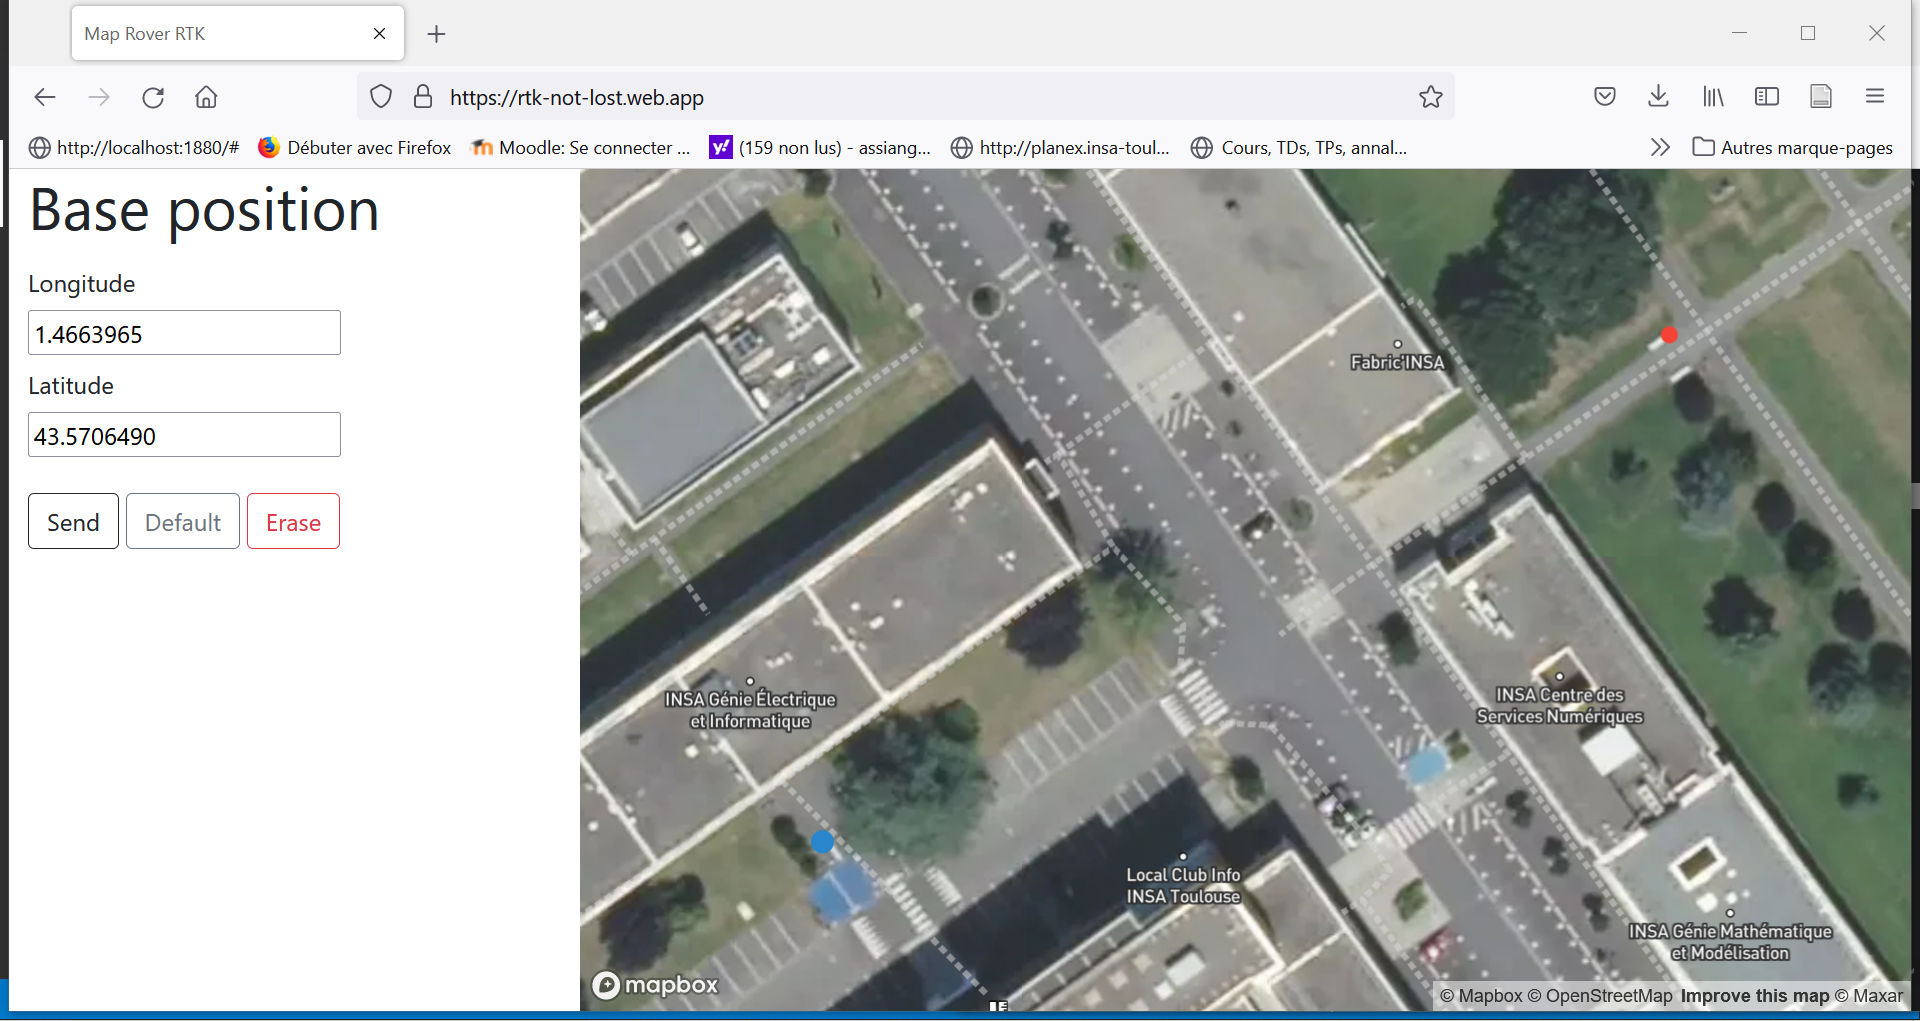 Map Rover RTK
https://rtk-not-lost.web.app
http://localhost:1880/#
Débuter avec Firefox
Moodle: Se connecter ...
y!
(159 non lus) - assiang...
http://planex.insa-toul...
Cours, TDs, TPs, annal...
Autres marque-pages
Base position
Longitude
1.4663965
Latitude
43.5706490
Send
Default
Erase
Fabric'INSA
INSA Génie Électrique
et Informatique
INSA Centre des
Services Numériques
Local Club Info
INSA Toulouse
INSA Génie Mathématique
et Modélisation
mapbox
© Mapbox © OpenStreetMap Improve this map © Maxar